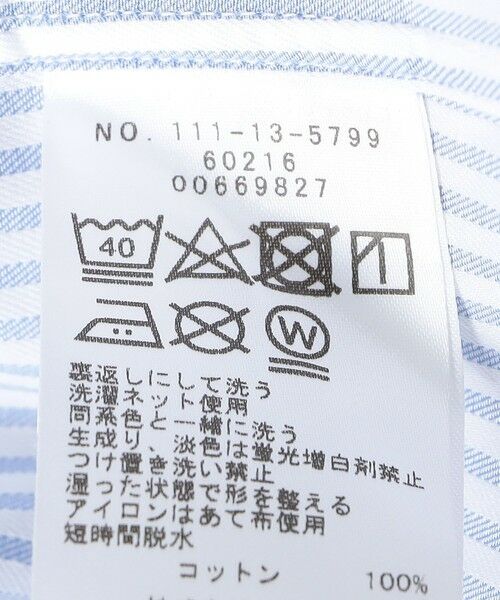 NO. 111-13-5799
60216
00669827
40
W
裏返しにして洗う
洗濯ネット使用
同系色と一緒に洗う
生成り、淡色は蛍光増白剤禁止
つけ置き洗い禁止
湿った状態で形を整える
アイロンはあて布使用
短時間脱水
コットン 100%